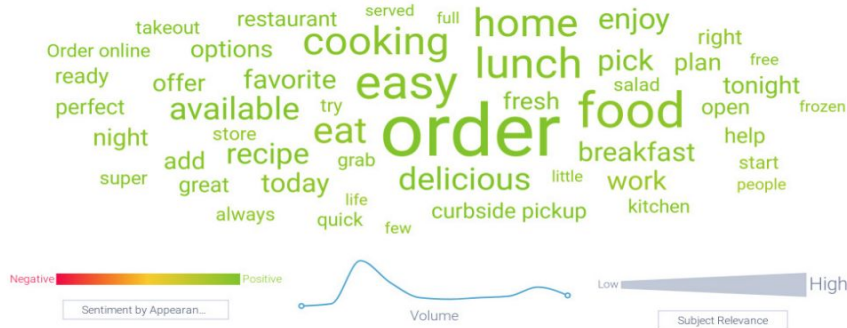 served full home enjoy
takeout restaurant cooking right
Order online options lunch pick plan free
ready offer favorite easy salad tonight
perfect available try fresh food open frozen
night store eat order help
add recipe grab breakfast start
super great today delicious little work people
life
always quick curbside pickup kitchen
few
Negative Positive Low High
Sentiment by Appearan... Volume Subject Relevance